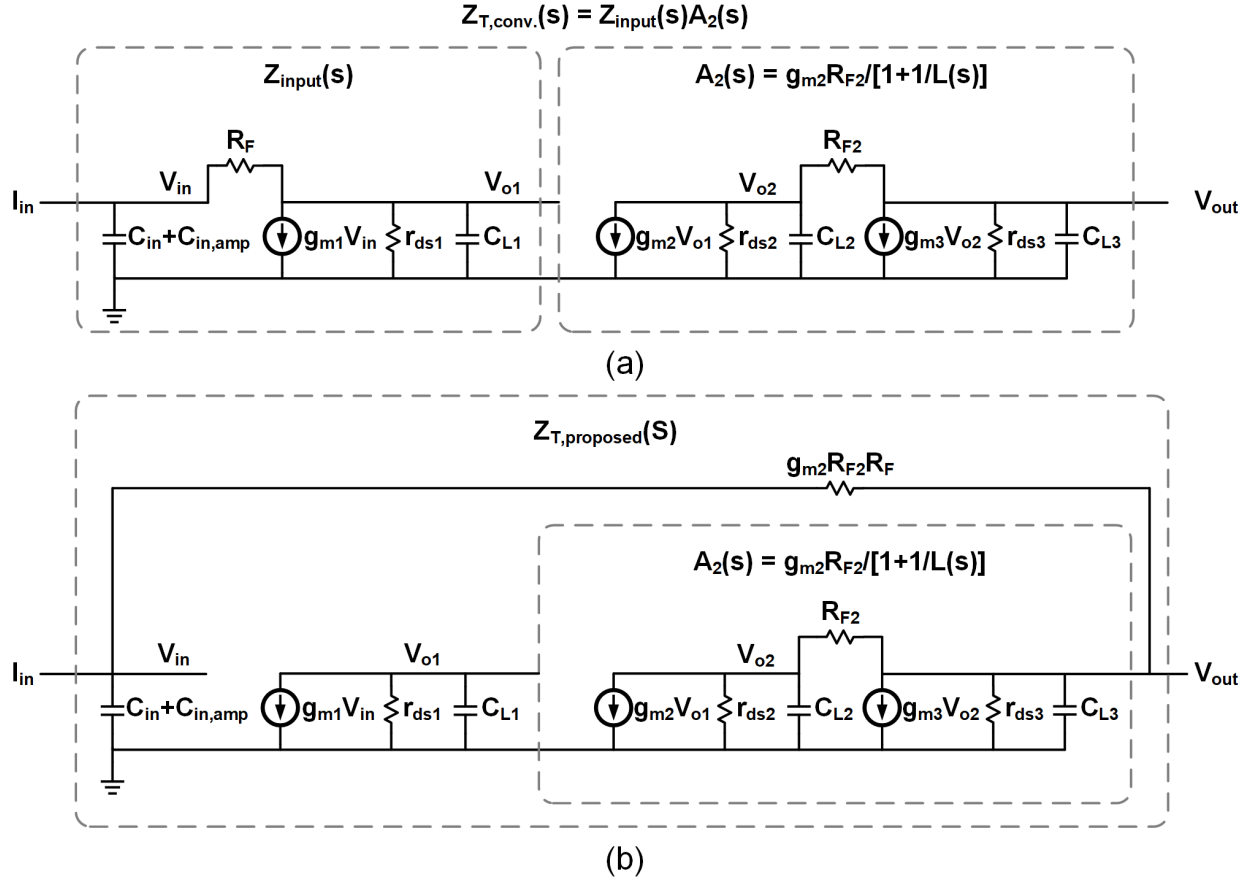 Z_T,conv.(s) = Z_input(s)A_2(s)
Z_input(s)
A_2(s) = g_m2R_F2/[1+1/L(s)]
R_F
R_F2
I_in
V_in
V_o1
V_o2
V_out
C_in+C_in,amp
g_m1V_in
r_ds1
C_L1
g_m2V_o1
r_ds2
C_L2
g_m3V_o2
r_ds3
C_L3
(a)
Z_T,proposed(S)
g_m2R_F2R_F
A_2(s) = g_m2R_F2/[1+1/L(s)]
R_F2
I_in
V_in
V_o1
V_o2
V_out
C_in+C_in,amp
g_m1V_in
r_ds1
C_L1
g_m2V_o1
r_ds2
C_L2
g_m3V_o2
r_ds3
C_L3
(b)